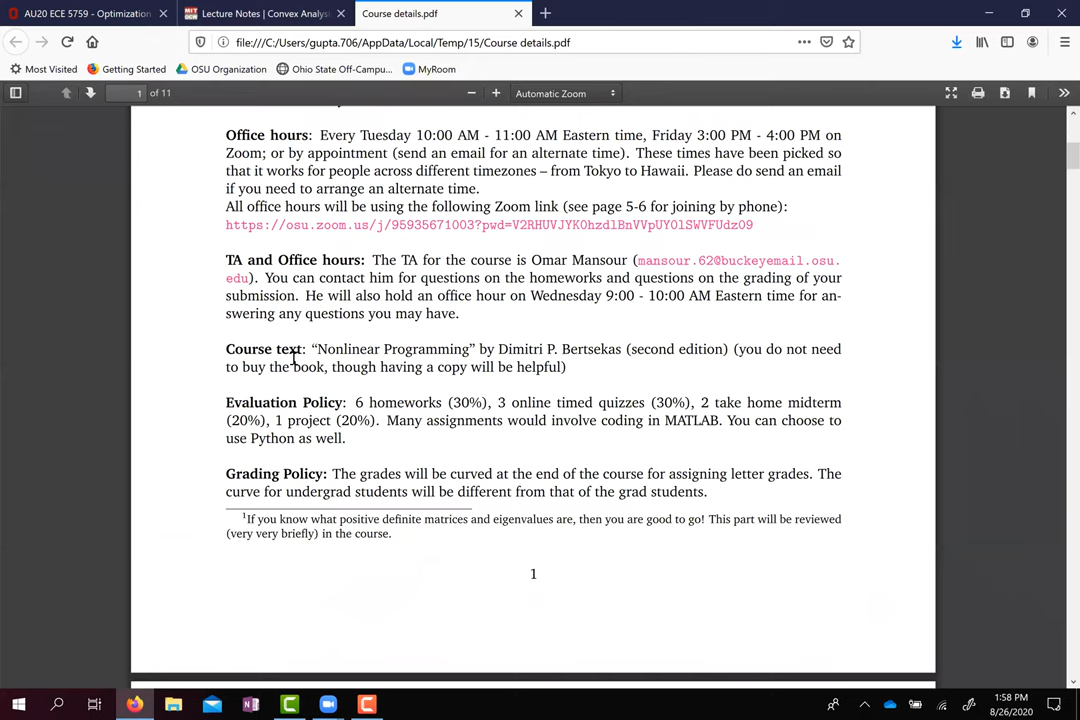 AU20 ECE 5759 - Optimization
Lecture Notes | Convex Analysi
Course details.pdf
file:///C:/Users/gupta.706/AppData/Local/Temp/15/Course details.pdf
Most Visited
Getting Started
OSU Organization
Ohio State Off-Campu...
MyRoom
1 of 11
Automatic Zoom
Office hours: Every Tuesday 10:00 AM - 11:00 AM Eastern time, Friday 3:00 PM - 4:00 PM on
Zoom; or by appointment (send an email for an alternate time). These times have been picked so
that it works for people across different timezones – from Tokyo to Hawaii. Please do send an email
if you need to arrange an alternate time.
All office hours will be using the following Zoom link (see page 5-6 for joining by phone):
https://osu.zoom.us/j/95935671003?pwd=V2RHUVJYK0hzdlBnVVpUY0lSWVFUdz09
TA and Office hours: The TA for the course is Omar Mansour (mansour.62@buckeyemail.osu.
edu). You can contact him for questions on the homeworks and questions on the grading of your
submission. He will also hold an office hour on Wednesday 9:00 - 10:00 AM Eastern time for an-
swering any questions you may have.
Course text: “Nonlinear Programming” by Dimitri P. Bertsekas (second edition) (you do not need
to buy the book, though having a copy will be helpful)
Evaluation Policy: 6 homeworks (30%), 3 online timed quizzes (30%), 2 take home midterm
(20%), 1 project (20%). Many assignments would involve coding in MATLAB. You can choose to
use Python as well.
Grading Policy: The grades will be curved at the end of the course for assigning letter grades. The
curve for undergrad students will be different from that of the grad students.
1If you know what positive definite matrices and eigenvalues are, then you are good to go! This part will be reviewed
(very very briefly) in the course.
1
1:58 PM
8/26/2020